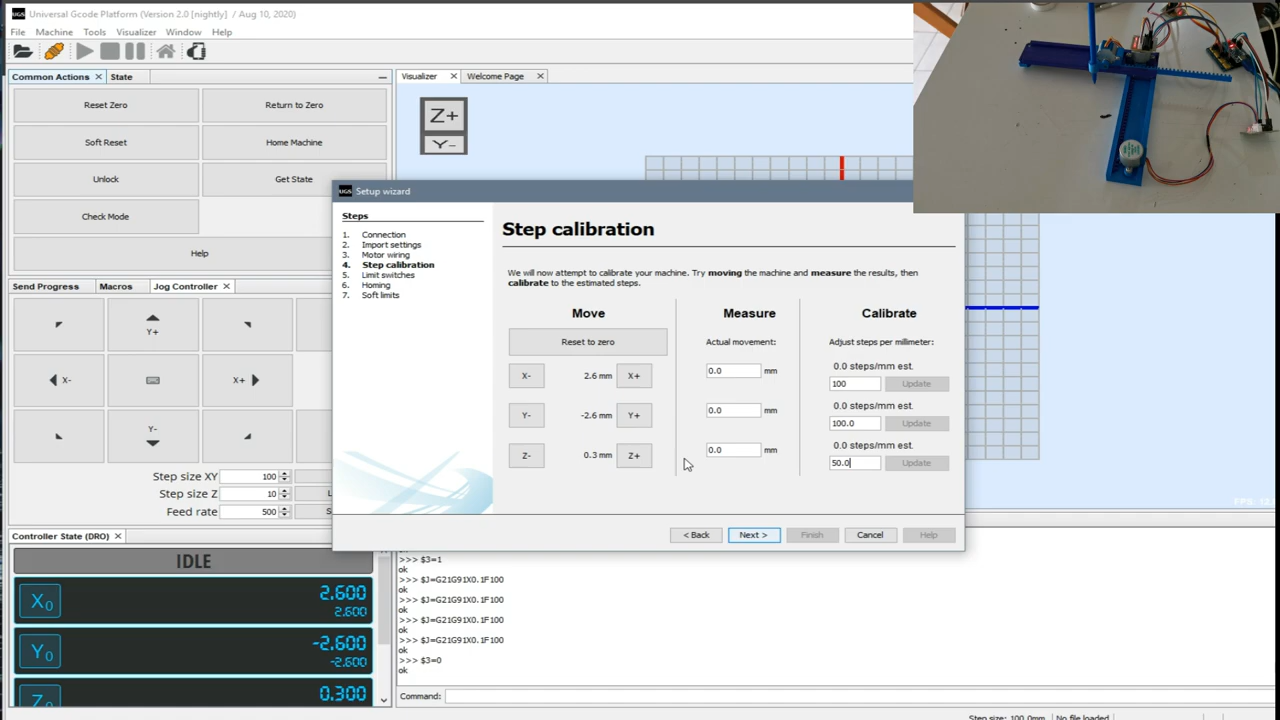 Universal Gcode Platform (Version 2.0 [nightly] / Aug 10, 2020)
File Machine Tools Visualizer Window Help
Common Actions State
Reset Zero Return to Zero
Soft Reset Home Machine
Unlock Get State
Check Mode
Help
Send Progress Macros Jog Controller
Y+
X- X+
Y-
Step size XY 100
Step size Z 10
Feed rate 500
Controller State (DRO)
IDLE
X0 2.600
2.600
Y0 -2.600
-2.600
Z0 0.300
Visualizer Welcome Page
Z+
Y-
UGS Setup wizard
Steps
1. Connection
2. Import settings
3. Motor wiring
4. Step calibration
5. Limit switches
6. Homing
7. Soft limits
Step calibration
We will now attempt to calibrate your machine. Try moving the machine and measure the results, then
calibrate to the estimated steps.
Move Measure Calibrate
Reset to zero Actual movement: Adjust steps per millimeter:
0.0 steps/mm est.
X- 2.6 mm X+ 0.0 mm 100 Update
0.0 steps/mm est.
Y- -2.6 mm Y+ 0.0 mm 100.0 Update
0.0 steps/mm est.
Z- 0.3 mm Z+ 0.0 mm 50.0 Update
< Back Next > Finish Cancel Help
>>> $3=1
ok
>>> $J=G21G91X0.1F100
ok
>>> $J=G21G91X0.1F100
ok
>>> $J=G21G91X0.1F100
ok
>>> $J=G21G91X0.1F100
ok
>>> $3=0
ok
Command:
Step size: 100.0mm No file loaded